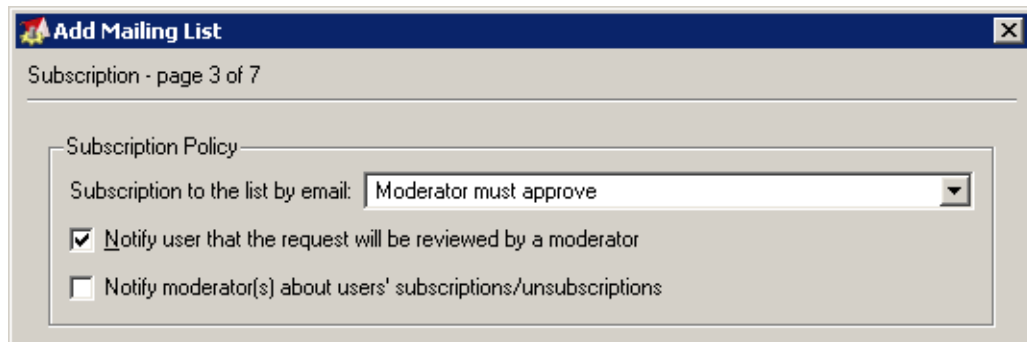 Add Mailing List
Subscription - page 3 of 7
Subscription Policy
Subscription to the list by email: Moderator must approve
Notify user that the request will be reviewed by a moderator
Notify moderator(s) about users' subscriptions/unsubscriptions